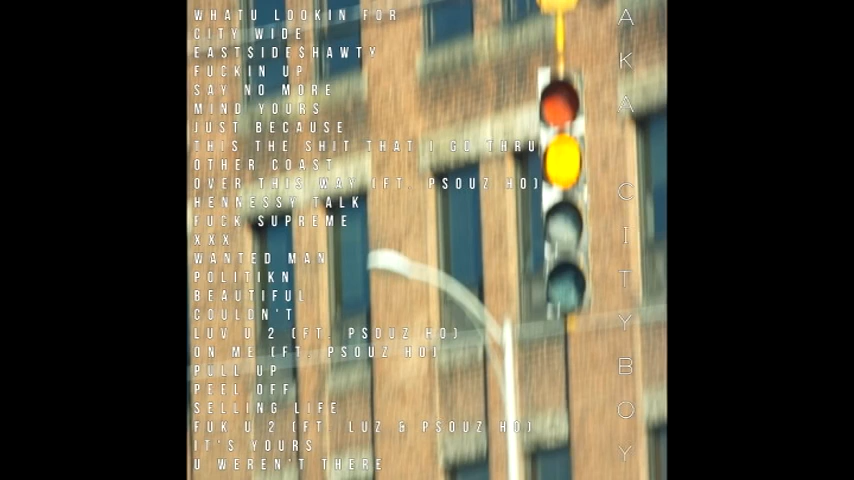 WHATU LOOKIN FOR
CITY WIDE
EAST$IDE$HAWTY
FUCKIN UP
SAY NO MORE
MIND YOURS
JUST BECAUSE
THIS THE SHIT THAT I GO THRU
OTHER COAST
OVER THIS WAY (FT. PSOUZ HO)
HENNESSY TALK
FUCK SUPREME
XXX
WANTED MAN
POLITIKN
BEAUTIFUL
COULDN'T
LUV U 2 (FT. PSOUZ HO)
ON ME (FT. PSOUZ HO)
PULL UP
PEEL OFF
SELLING LIFE
FUK U 2 (FT. LUZ & PSOUZ HO)
IT'S YOURS
U WEREN'T THERE
AKA CITYBOY